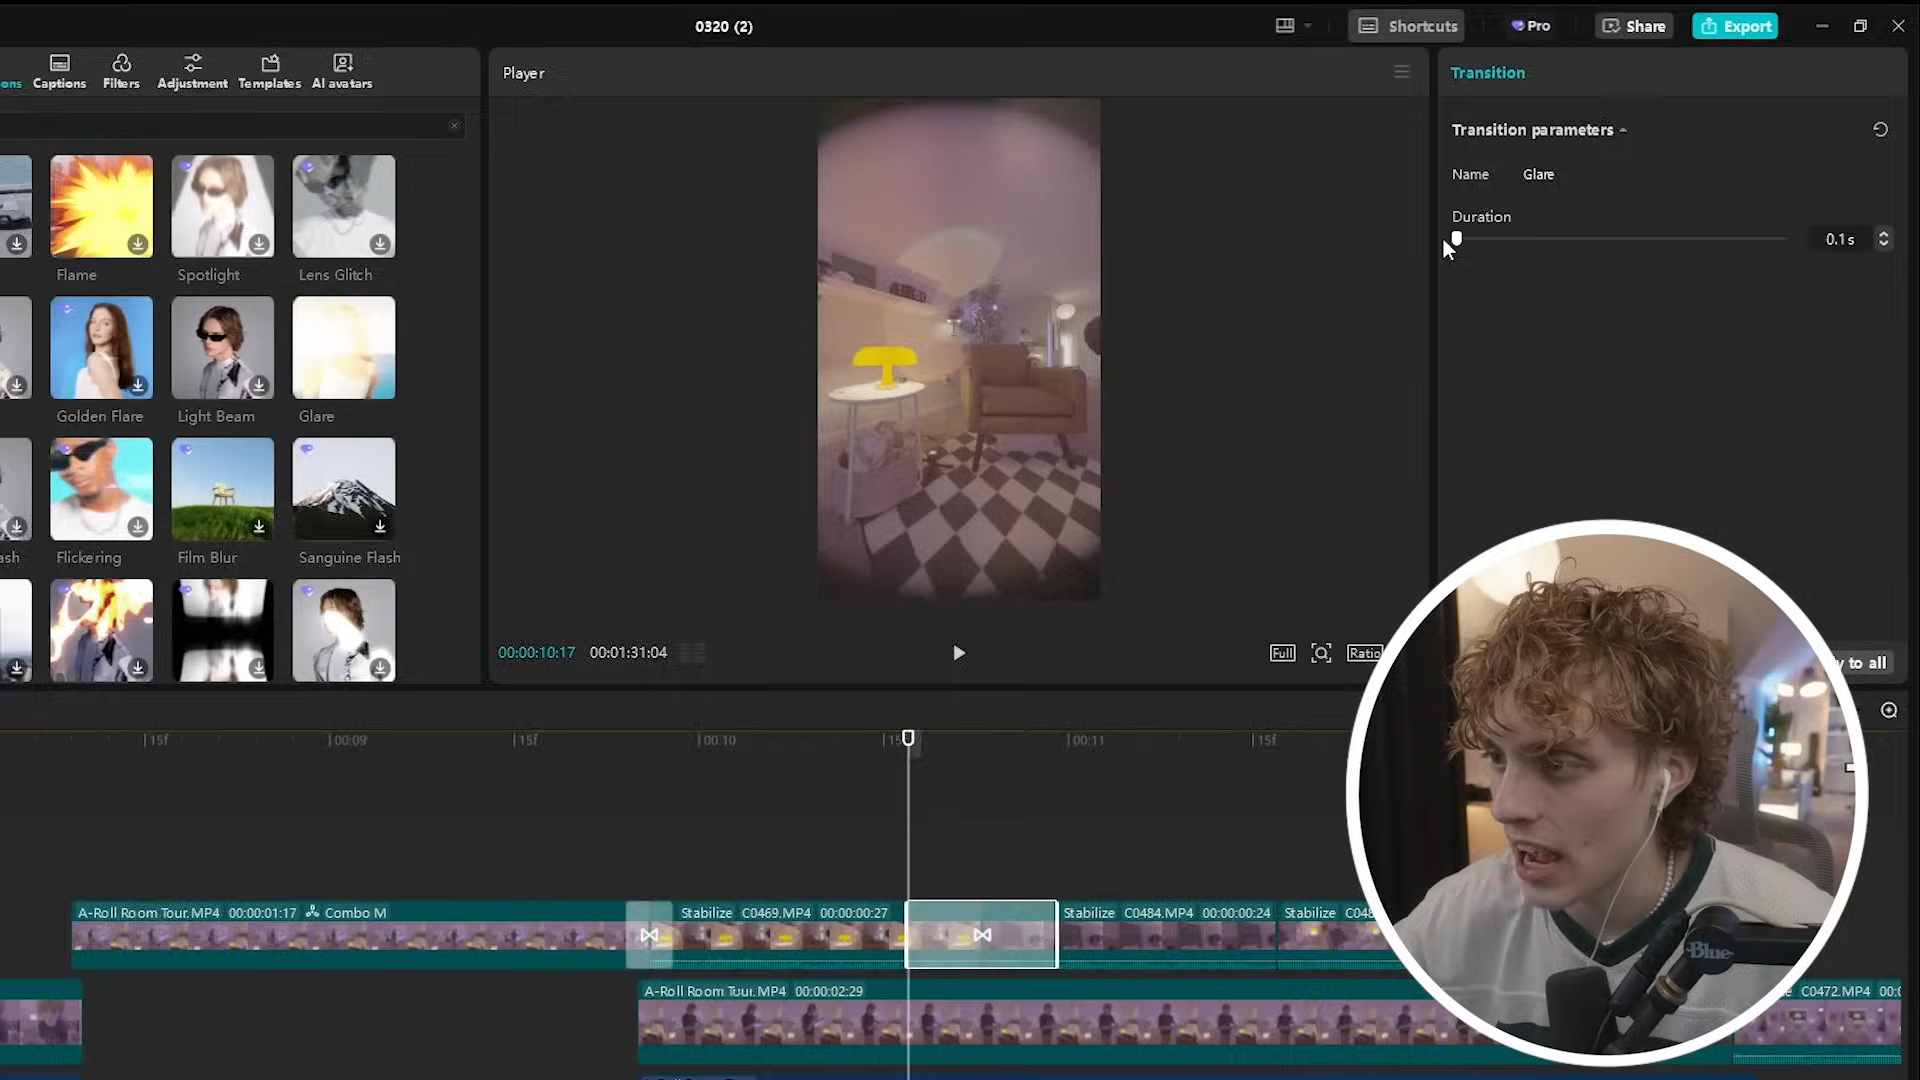 0320 (2)
Shortcuts
Pro
Share
Export
ons
Captions
Filters
Adjustment
Templates
AI avatars
Player
Transition
Transition parameters
Name Glare
Duration
0.1s
Flame
Spotlight
Lens Glitch
Golden Flare
Light Beam
Glare
ash
Flickering
Film Blur
Sanguine Flash
00:00:10:17 00:01:31:04
Full
Ratio
y to all
15f
00:09
15f
00:10
00:11
15f
A-Roll Room Tour.MP4 00:00:01:17 Combo M
Stabilize C0469.MP4 00:00:00:27
Stabilize C0484.MP4 00:00:00:24
Stabilize C048
A-Roll Room Tour.MP4 00:00:02:29
C0472.MP4
Blue